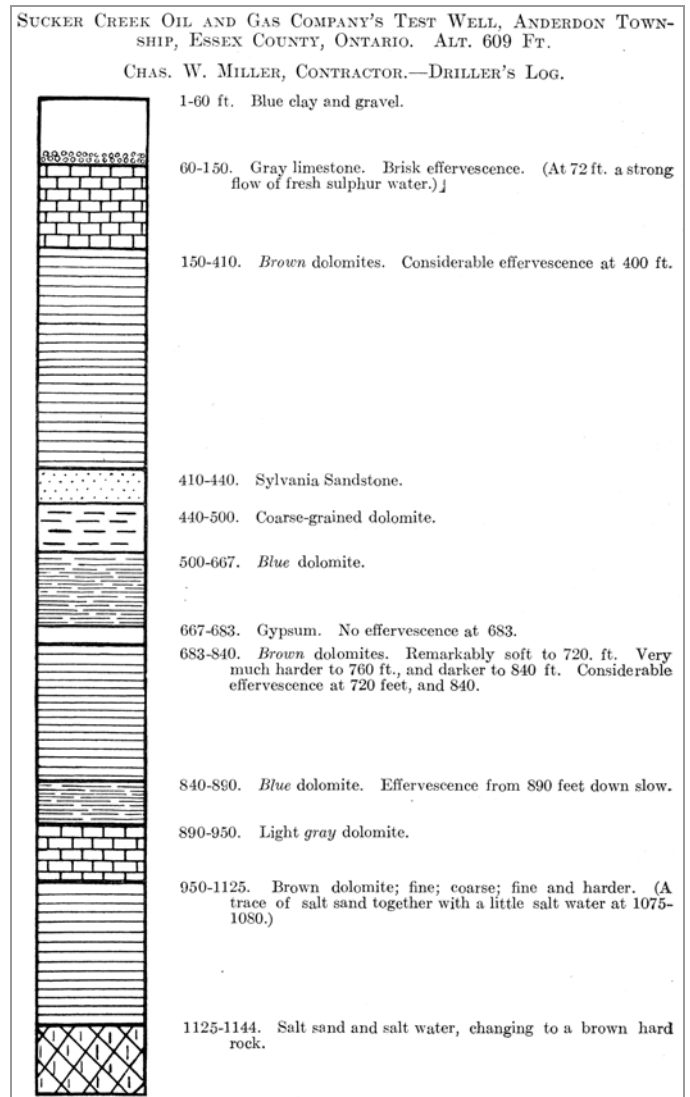 SUCKER CREEK OIL AND GAS COMPANY'S TEST WELL, ANDERDON TOWN-
SHIP, ESSEX COUNTY, ONTARIO. ALT. 609 FT.
CHAS. W. MILLER, CONTRACTOR.—DRILLER'S LOG.
1-60 ft. Blue clay and gravel.
60-150. Gray limestone. Brisk effervescence. (At 72 ft. a strong
flow of fresh sulphur water.)
150-410. Brown dolomites. Considerable effervescence at 400 ft.
410-440. Sylvania Sandstone.
440-500. Coarse-grained dolomite.
500-667. Blue dolomite.
667-683. Gypsum. No effervescence at 683.
683-840. Brown dolomites. Remarkably soft to 720. ft. Very
much harder to 760 ft., and darker to 840 ft. Considerable
effervescence at 720 feet, and 840.
840-890. Blue dolomite. Effervescence from 890 feet down slow.
890-950. Light gray dolomite.
950-1125. Brown dolomite; fine; coarse; fine and harder. (A
trace of salt sand together with a little salt water at 1075-
1080.)
1125-1144. Salt sand and salt water, changing to a brown hard
rock.